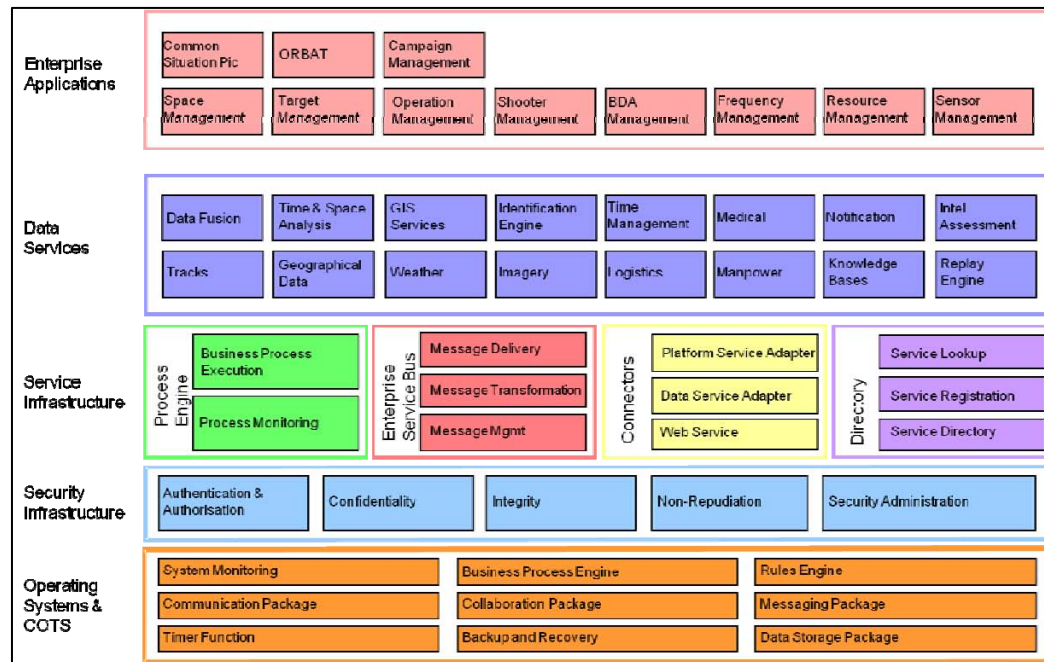 Enterprise
Applications
Common
Situation Pic
ORBAT
Campaign
Management
Space
Management
Target
Management
Operation
Management
Shooter
Management
BDA
Management
Frequency
Management
Resource
Management
Sensor
Management
Data
Services
Data Fusion
Time & Space
Analysis
GIS
Services
Identification
Engine
Time
Management
Medical
Notification
Intel
Assessment
Tracks
Geographical
Data
Weather
Imagery
Logistics
Manpower
Knowledge
Bases
Replay
Engine
Service
Infrastructure
Process
Engine
Business Process
Execution
Process Monitoring
Enterprise
Service Bus
Message Delivery
Message Transformation
Message Mgmt
Connectors
Platform Service Adapter
Data Service Adapter
Web Service
Directory
Service Lookup
Service Registration
Service Directory
Security
Infrastructure
Authentication &
Authorisation
Confidentiality
Integrity
Non-Repudiation
Security Administration
Operating
Systems &
COTS
System Monitoring
Business Process Engine
Rules Engine
Communication Package
Collaboration Package
Messaging Package
Timer Function
Backup and Recovery
Data Storage Package